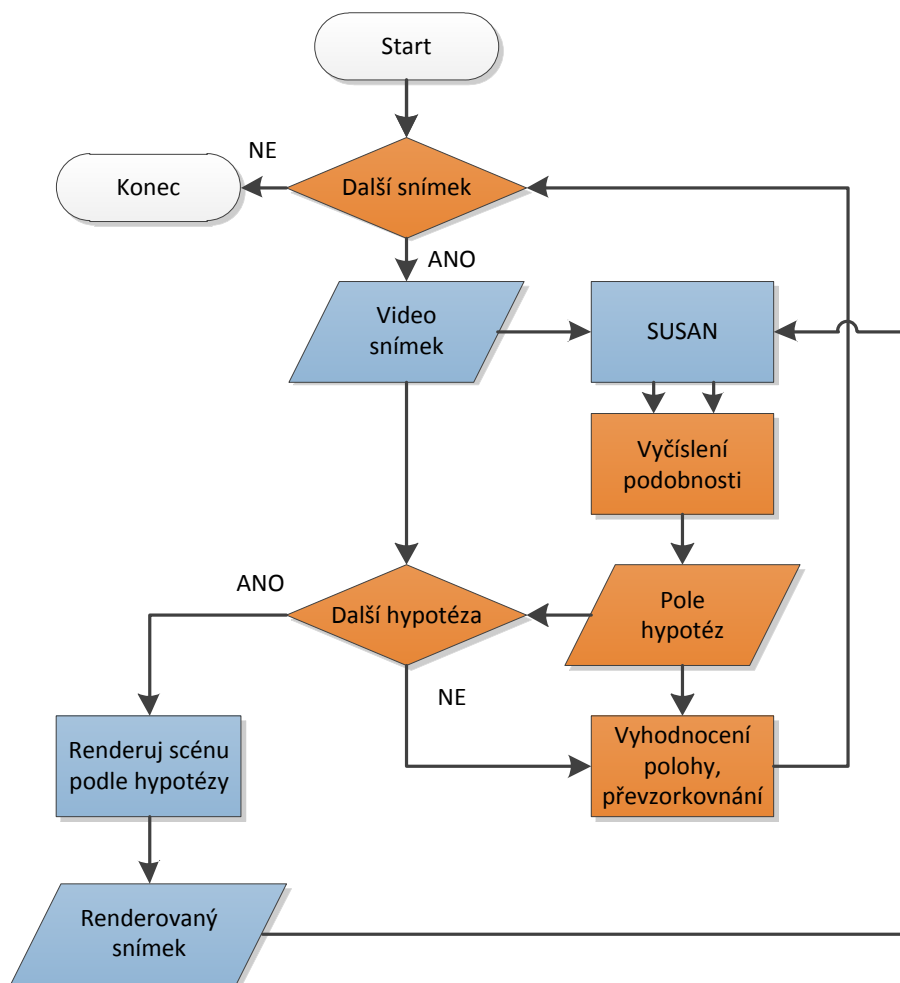 Start
NE
Konec
Další snímek
ANO
Video
snímek
SUSAN
Vyčíslení
podobnosti
ANO
Další hypotéza
Pole
hypotéz
NE
Renderuj scénu
podle hypotézy
Vyhodnocení
polohy,
převzorkovnání
Renderovaný
snímek